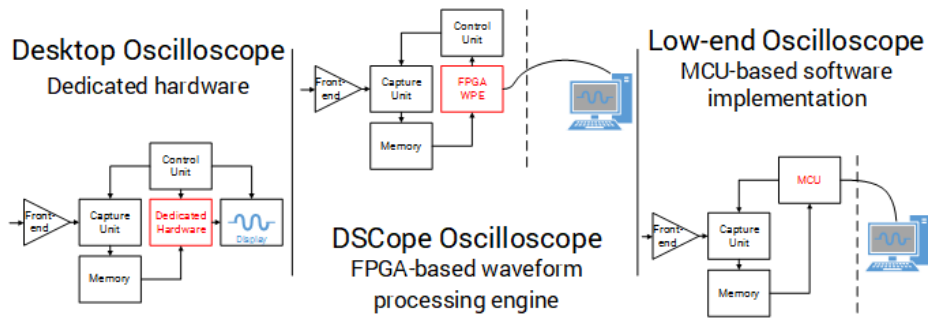 Desktop Oscilloscope
Dedicated hardware
Front-
end
Capture
Unit
Memory
Control
Unit
Dedicated
Hardware
Display
Front-
end
Capture
Unit
Memory
Control
Unit
FPGA
WPE
DSCope Oscilloscope
FPGA-based waveform
processing engine
Low-end Oscilloscope
MCU-based software
implementation
Front-
end
Capture
Unit
Memory
MCU